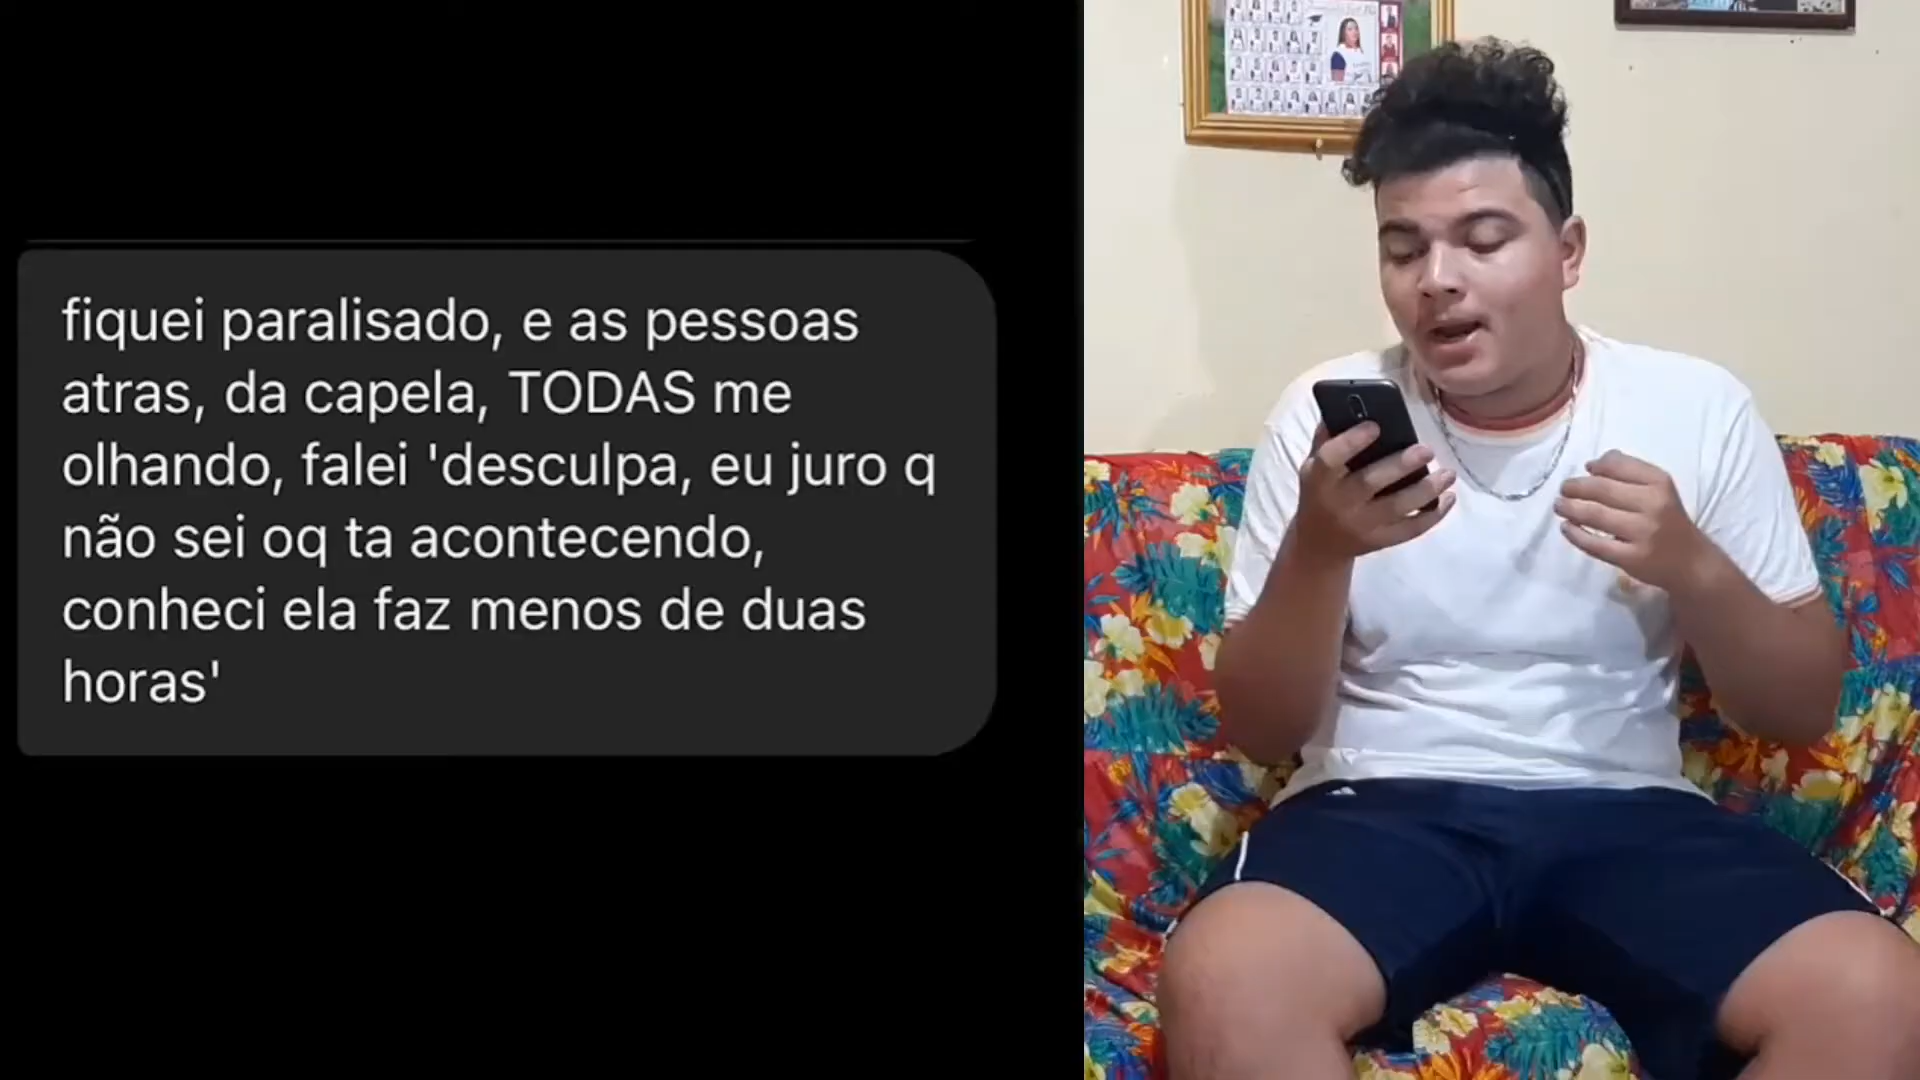 fiquei paralisado, e as pessoas
atras, da capela, TODAS me
olhando, falei 'desculpa, eu juro q
não sei oq ta acontecendo,
conheci ela faz menos de duas
horas'